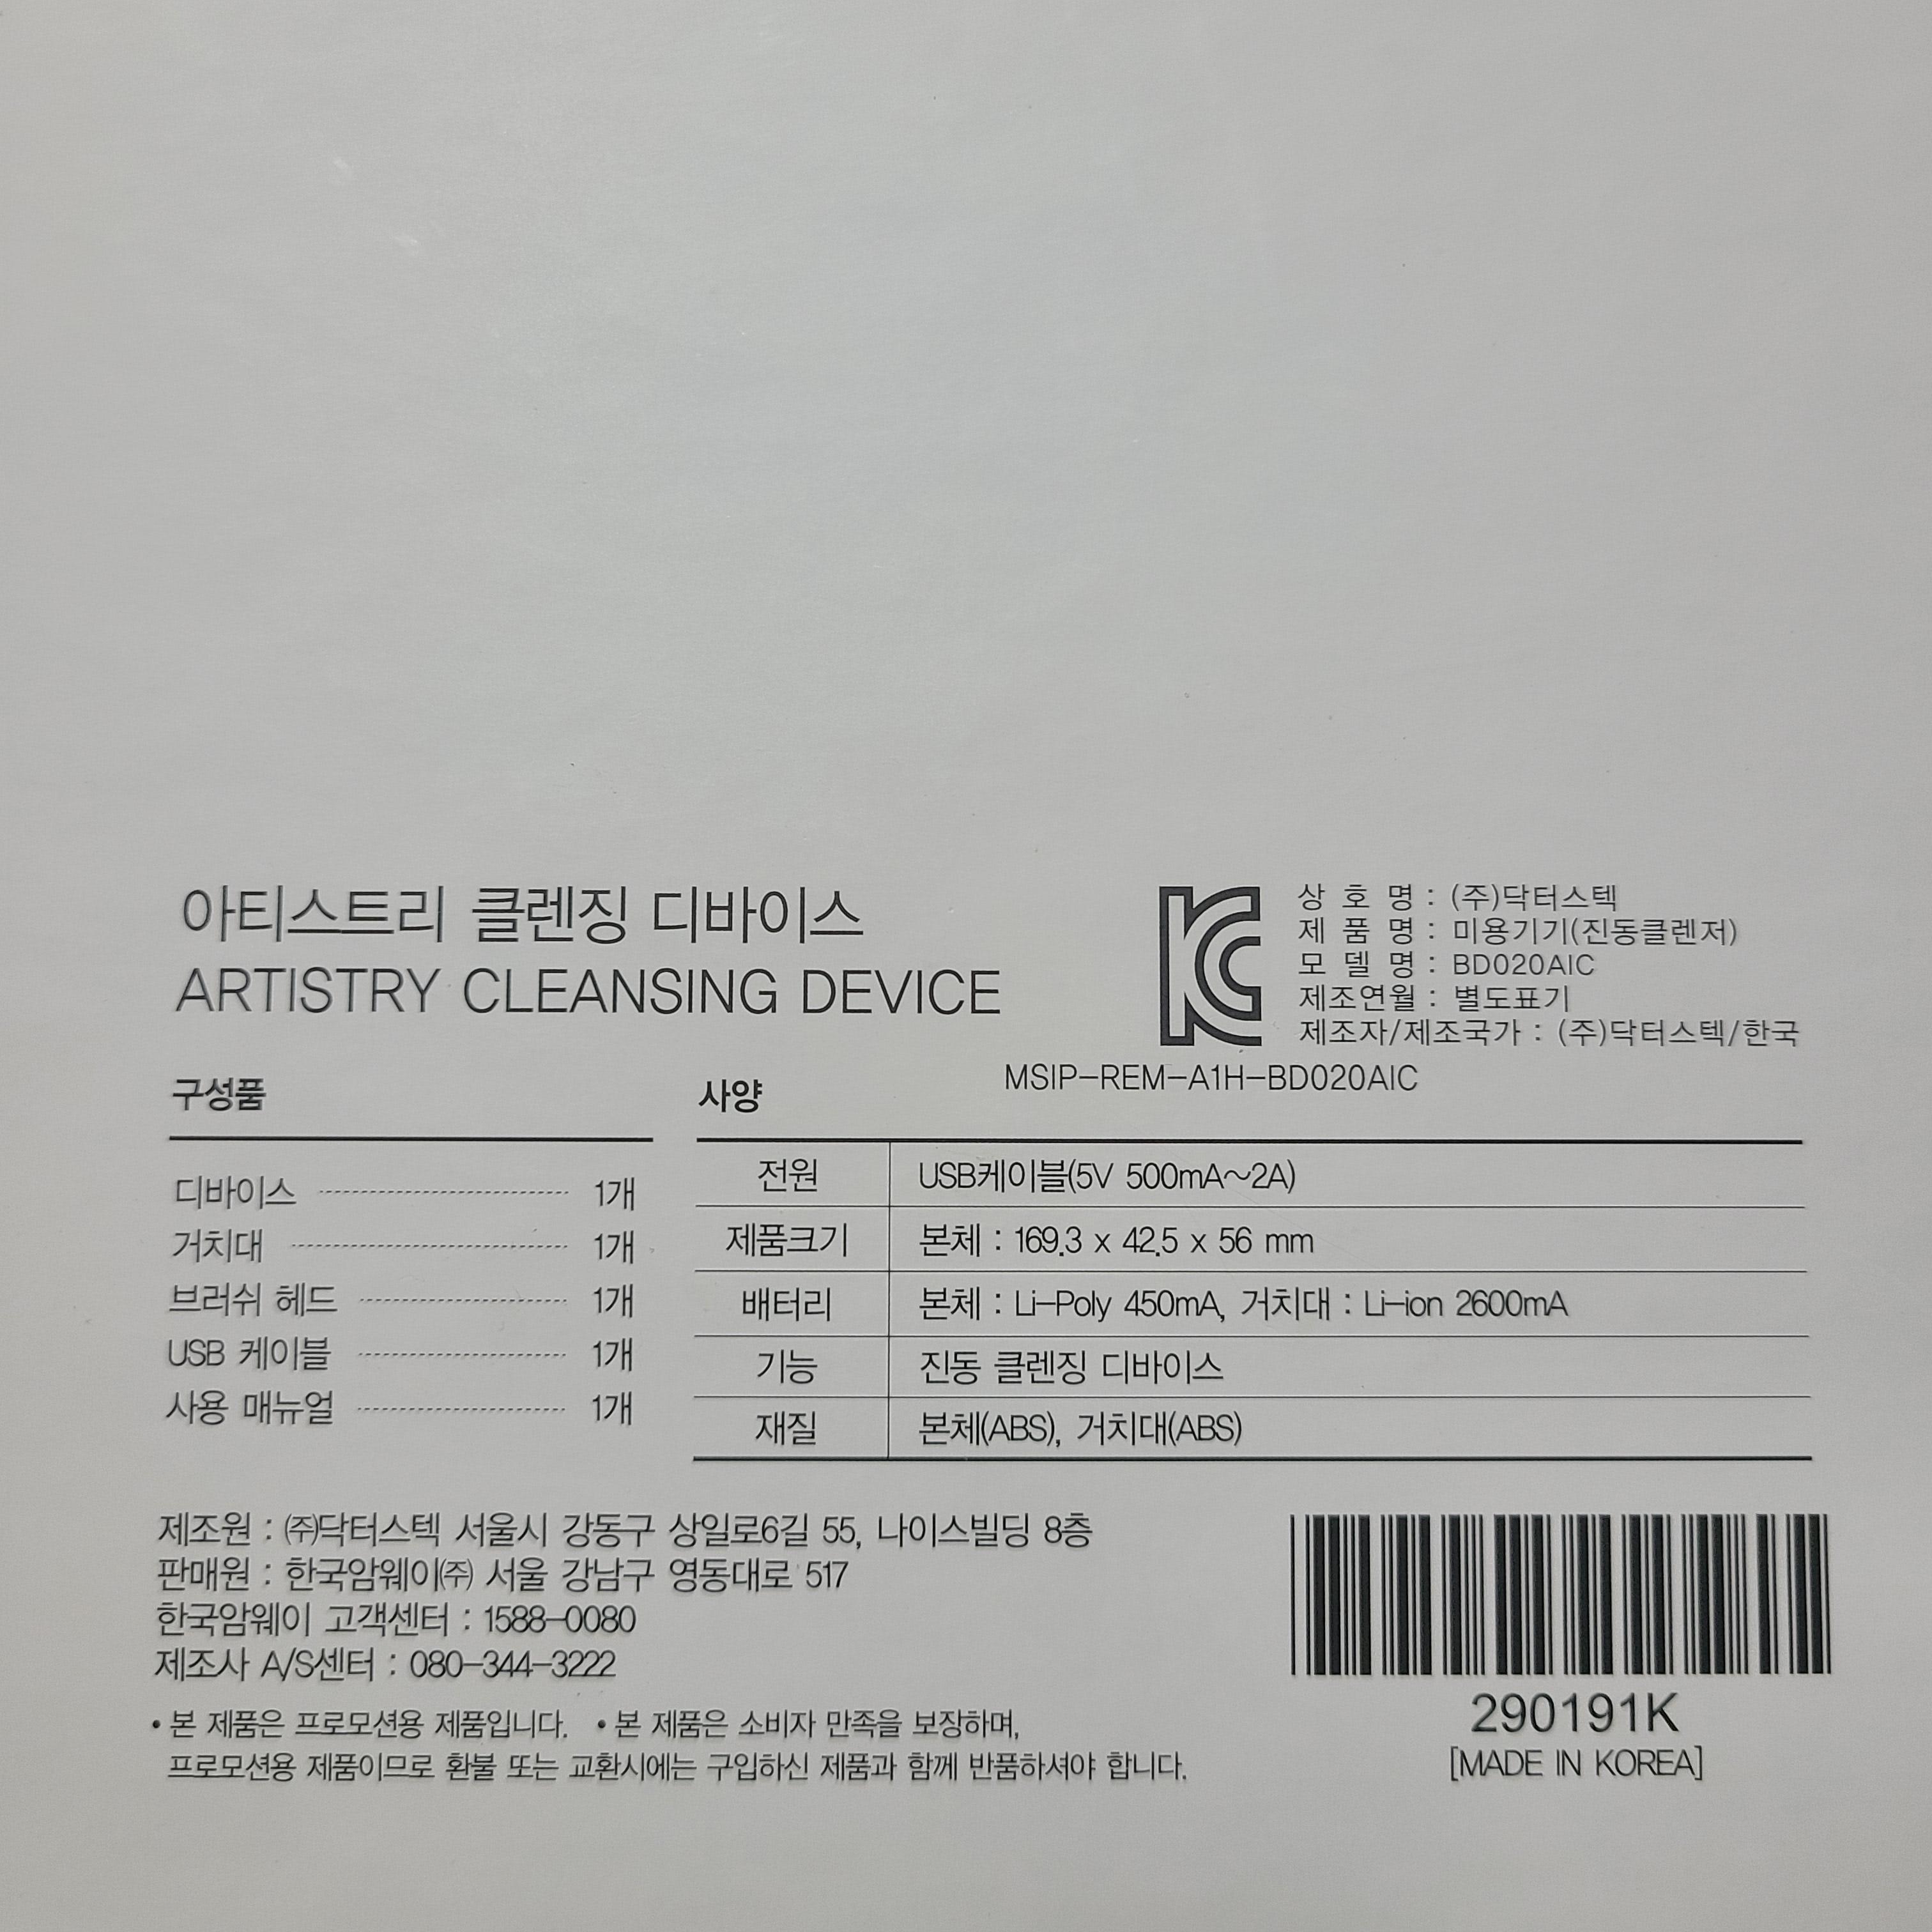 아티스트리 클렌징 디바이스
ARTISTRY CLEANSING DEVICE
KC
상 호 명 : (주)닥터스텍
제 품 명 : 미용기기(진동클렌저)
모 델 명 : BD020AIC
제조연월 : 별도표기
제조자/제조국가 : (주)닥터스텍/한국
MSIP-REM-A1H-BD020AIC
구성품
디바이스 1개
거치대 1개
브러쉬 헤드 1개
USB 케이블 1개
사용 매뉴얼 1개
사양
전원 USB케이블(5V 500mA~2A)
제품크기 본체 : 169.3 x 42.5 x 56 mm
배터리 본체 : Li-Poly 450mA, 거치대 : Li-ion 2600mA
기능 진동 클렌징 디바이스
재질 본체(ABS), 거치대(ABS)
제조원 : ㈜닥터스텍 서울시 강동구 상일로6길 55, 나이스빌딩 8층
판매원 : 한국암웨이㈜ 서울 강남구 영동대로 517
한국암웨이 고객센터 : 1588-0080
제조사 A/S센터 : 080-344-3222
• 본 제품은 프로모션용 제품입니다. • 본 제품은 소비자 만족을 보장하며,
프로모션용 제품이므로 환불 또는 교환시에는 구입하신 제품과 함께 반품하셔야 합니다.
290191K
[MADE IN KOREA]